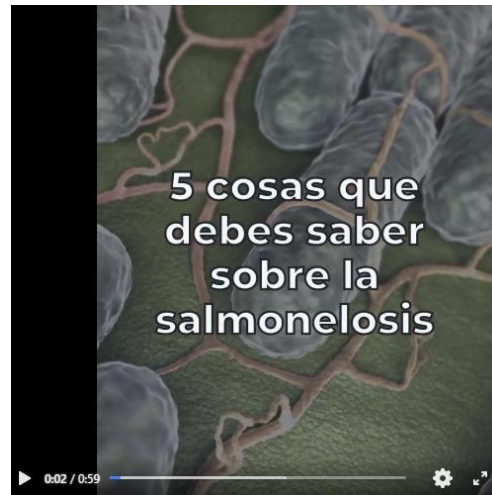 5 cosas que
debes saber
sobre la
salmonelosis
0:02 / 0:59